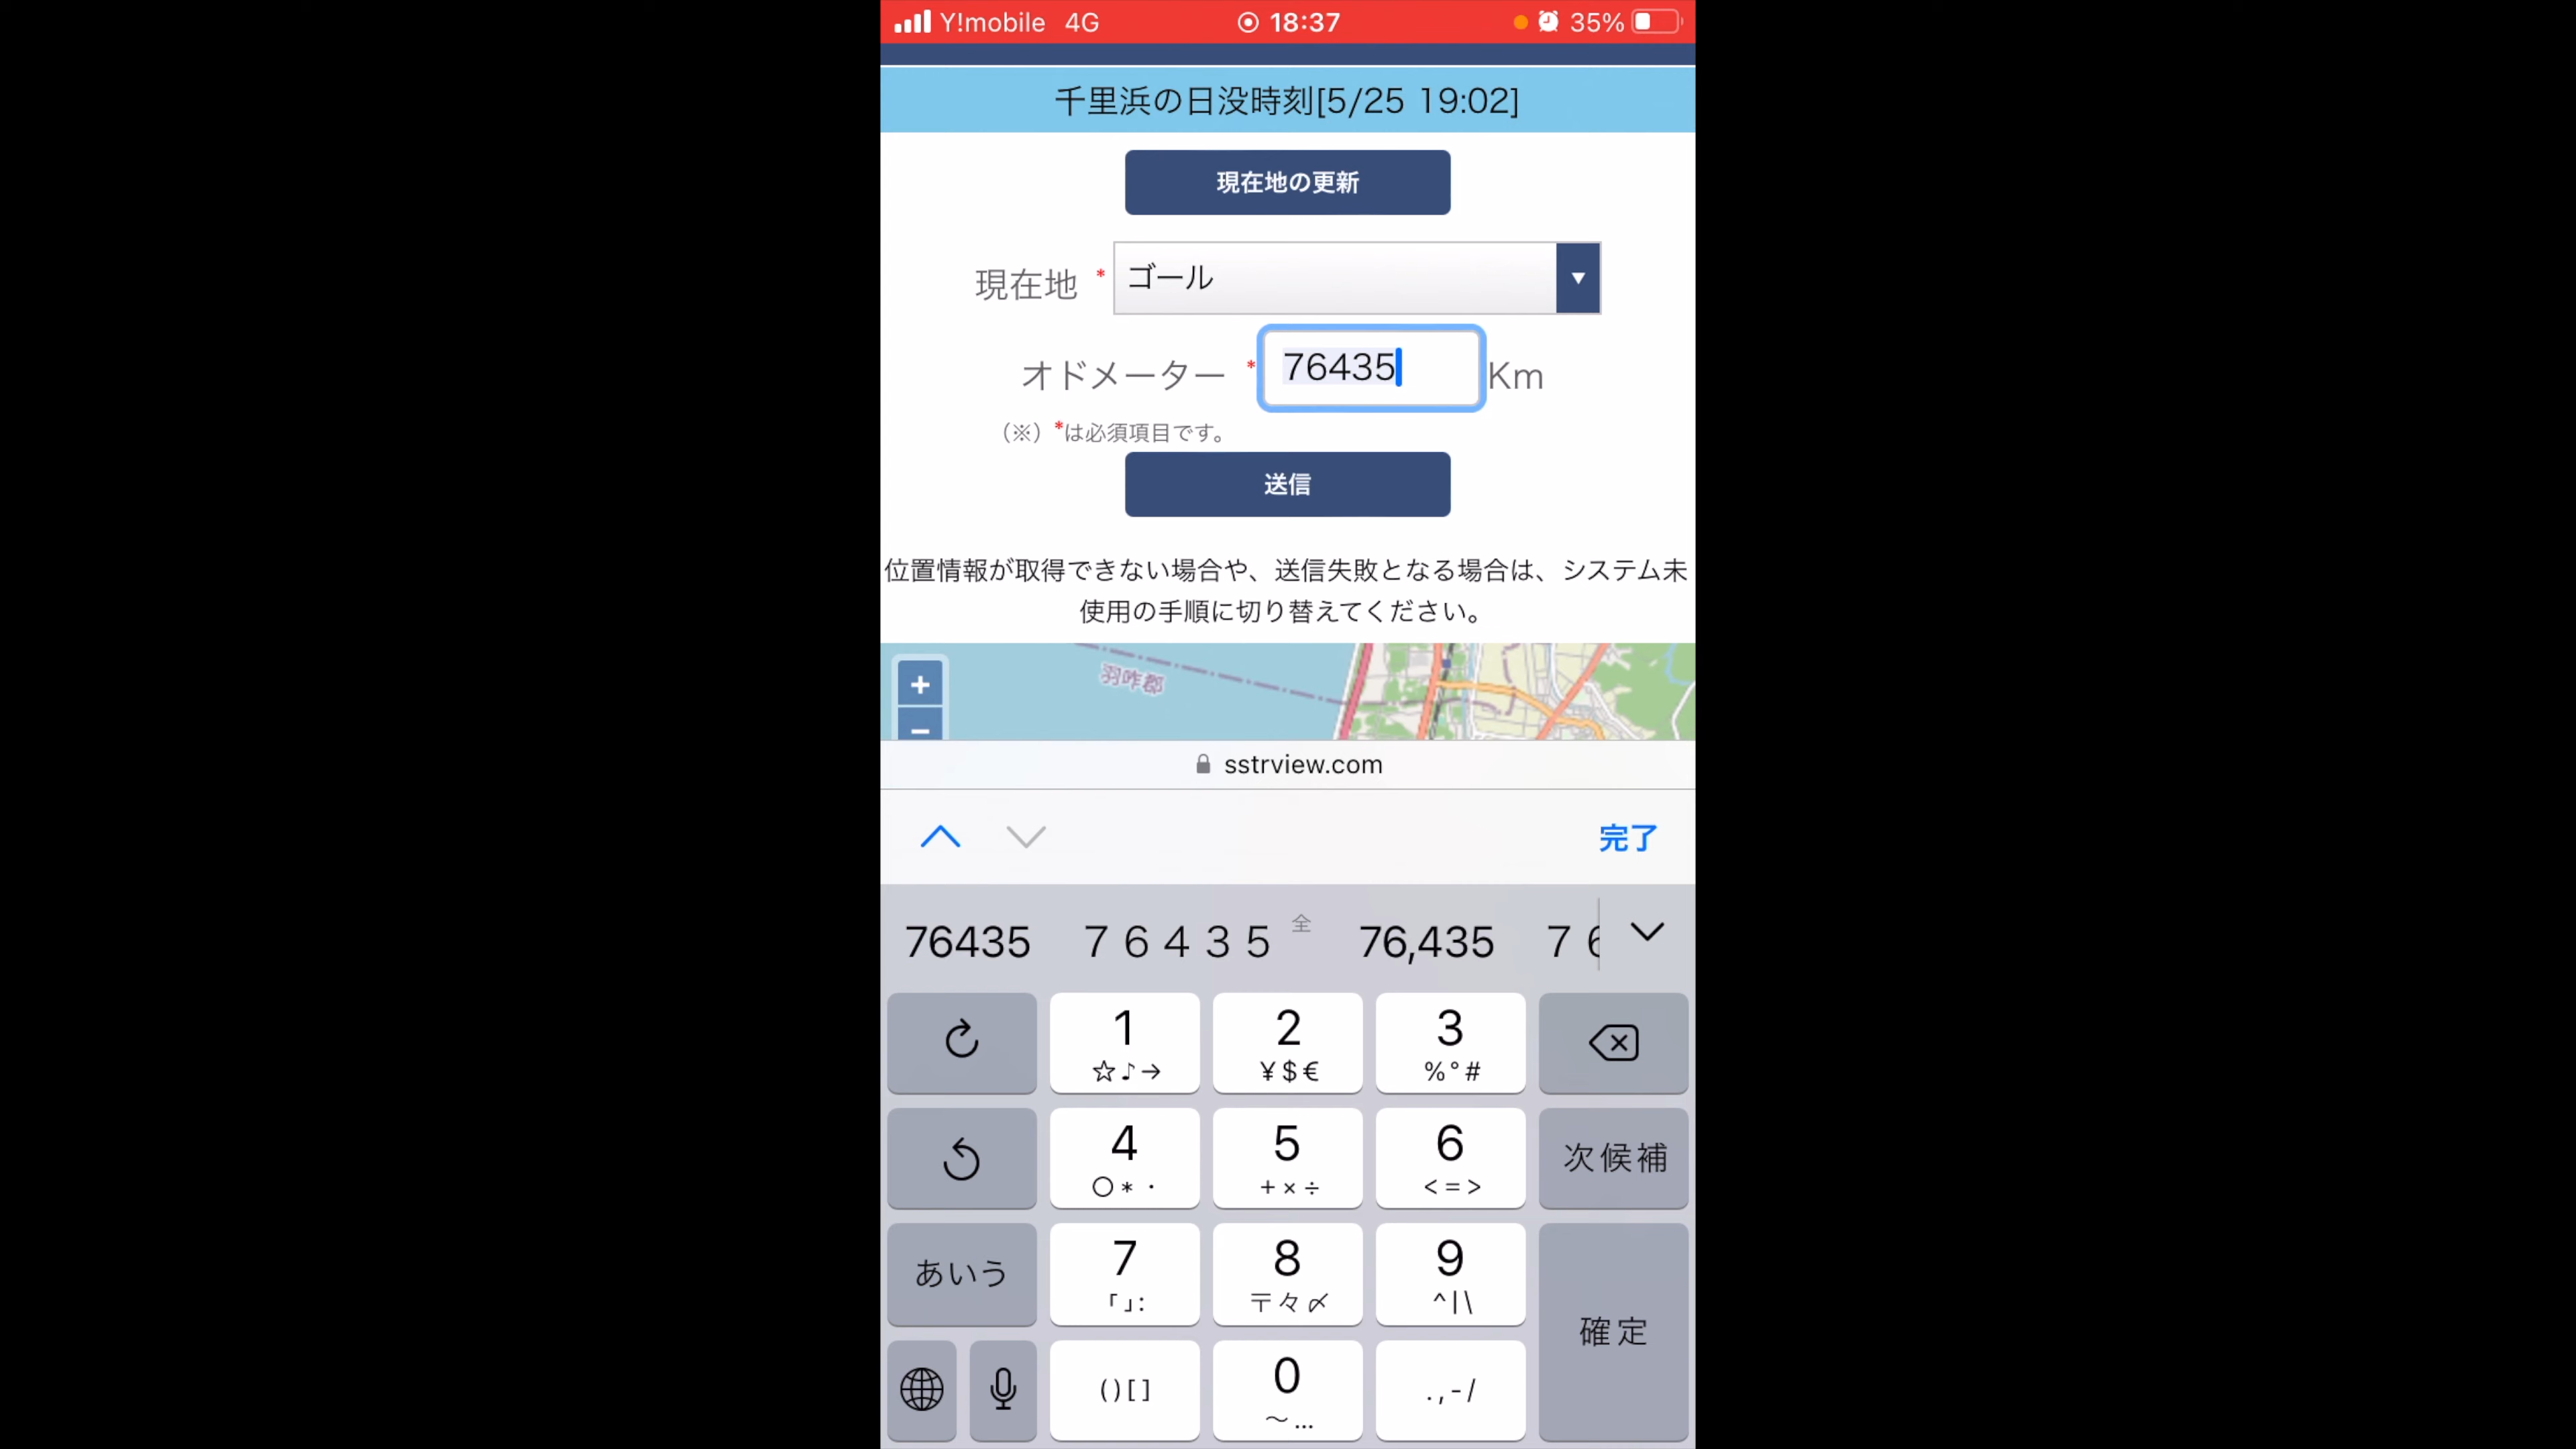 Y!mobile 4G 18:37 35%
千里浜の日没時刻[5/25 19:02]
現在地の更新
現在地 * ゴール ▼
オドメーター * 76435 Km
（※）*は必須項目です。
送信
位置情報が取得できない場合や、送信失敗となる場合は、システム未
使用の手順に切り替えてください。
羽咋郡
+
−
sstrview.com
完了
76435 ７６４３５ 全 76,435
1 2 3
☆♪→ ¥$€ %°#
4 5 6 次候補
○*・ +×÷ <=>
あいう 7 8 9
「」: 〒々〆 ^|\
確定
()[] 0 .,-/
～…